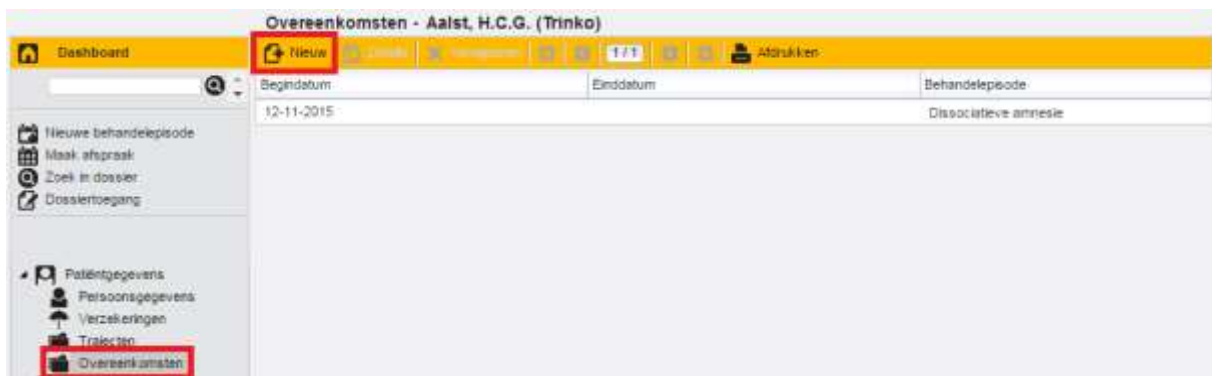 Overeenkomsten - Aalst, H.C.G. (Trinko)
Dashboard
Nieuw
1 / 1
Afdrukken
Begindatum Einddatum Behandelepisode
12-11-2015 Dissociatieve amnesie
Nieuwe behandelepisode
Maak afspraak
Zoek in dossier
Dossiertoegang
Patiëntgegevens
Persoonsgegevens
Verzekeringen
Trajecten
Overeenkomsten